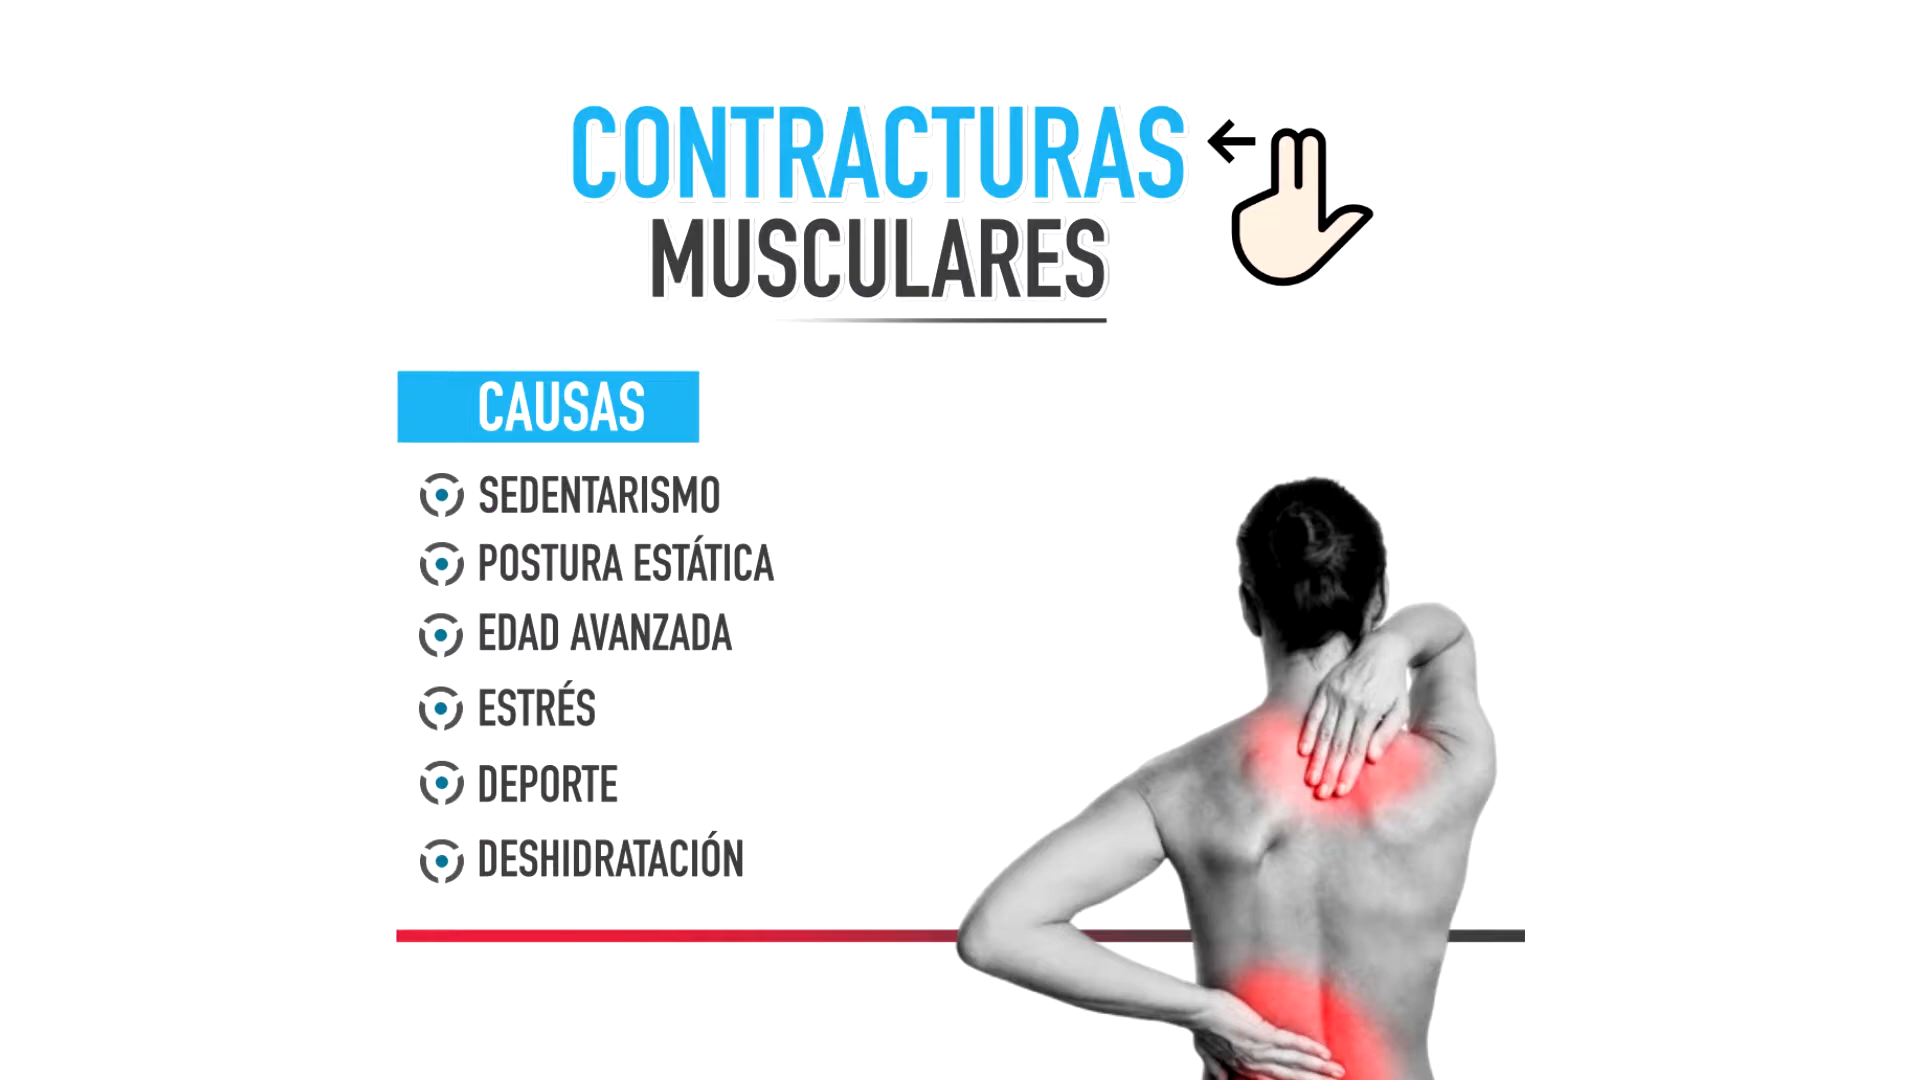 CONTRACTURAS
MUSCULARES
CAUSAS
SEDENTARISMO
POSTURA ESTÁTICA
EDAD AVANZADA
ESTRÉS
DEPORTE
DESHIDRATACIÓN